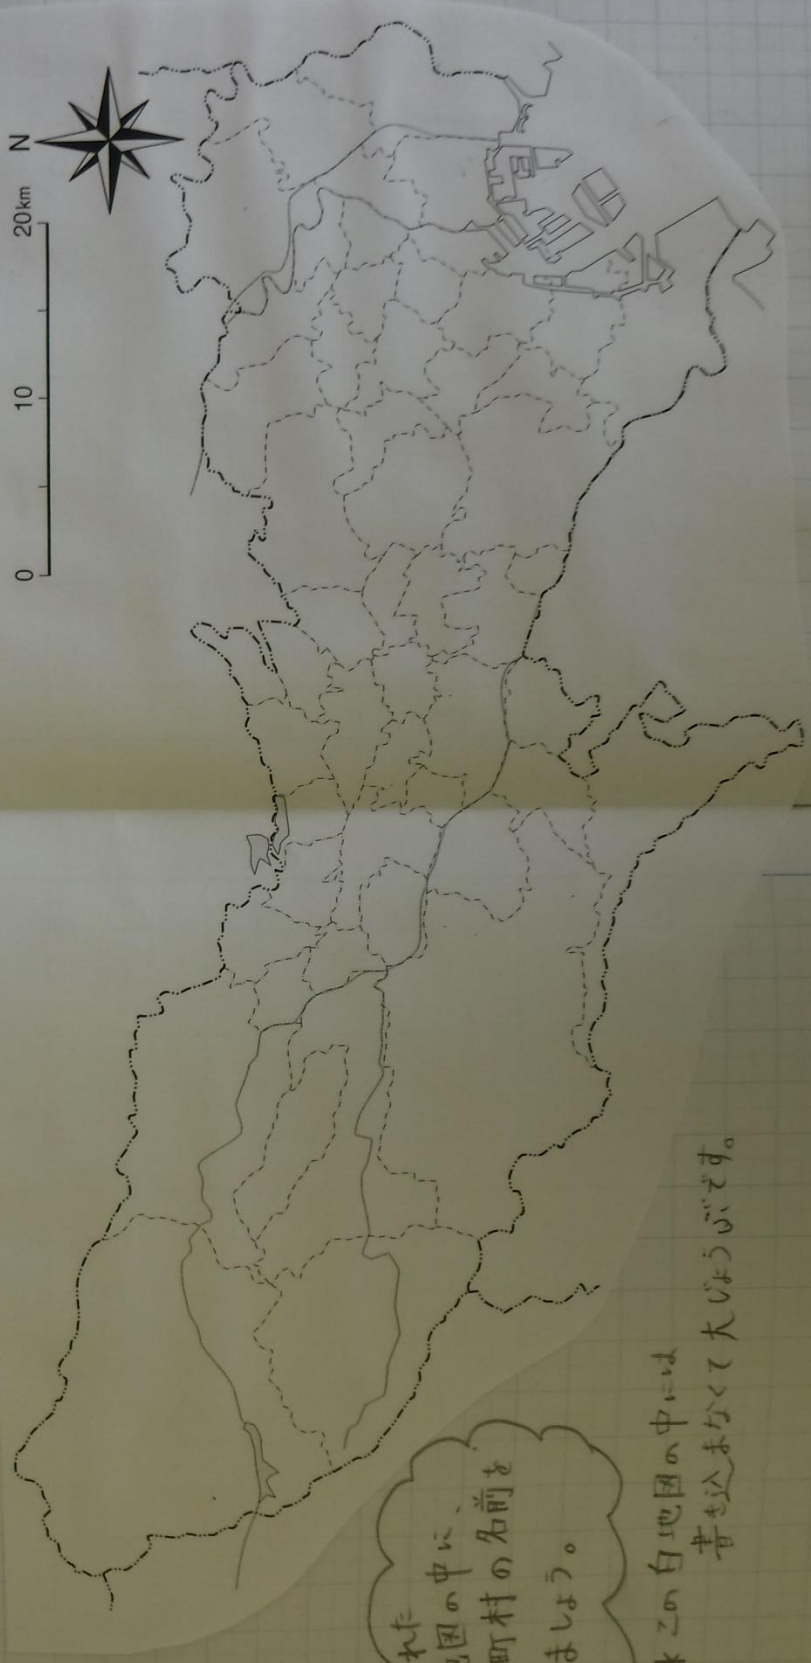 N
0 10 20km
れた
図の中に、
町村の名前を
ましょう。
この白地図の中には
書き込まなくて大じょうぶです。